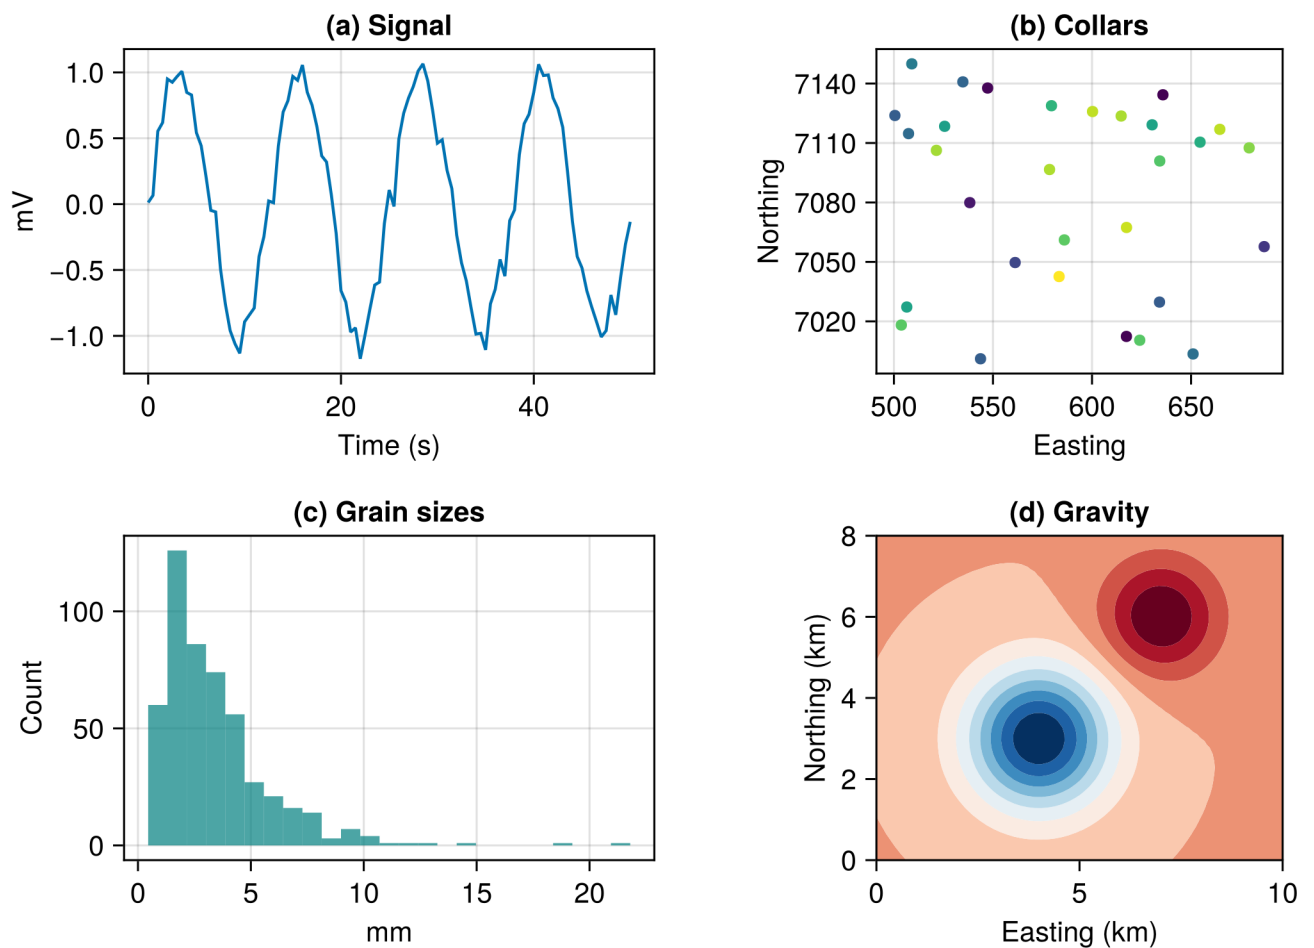 (a) Signal
mV
1.0
0.5
0.0
−0.5
−1.0
0 20 40
Time (s)
(b) Collars
Northing
7140
7110
7080
7050
7020
500 550 600 650
Easting
(c) Grain sizes
Count
100
50
0
0 5 10 15 20
mm
(d) Gravity
Northing (km)
8
6
4
2
0
0 5 10
Easting (km)